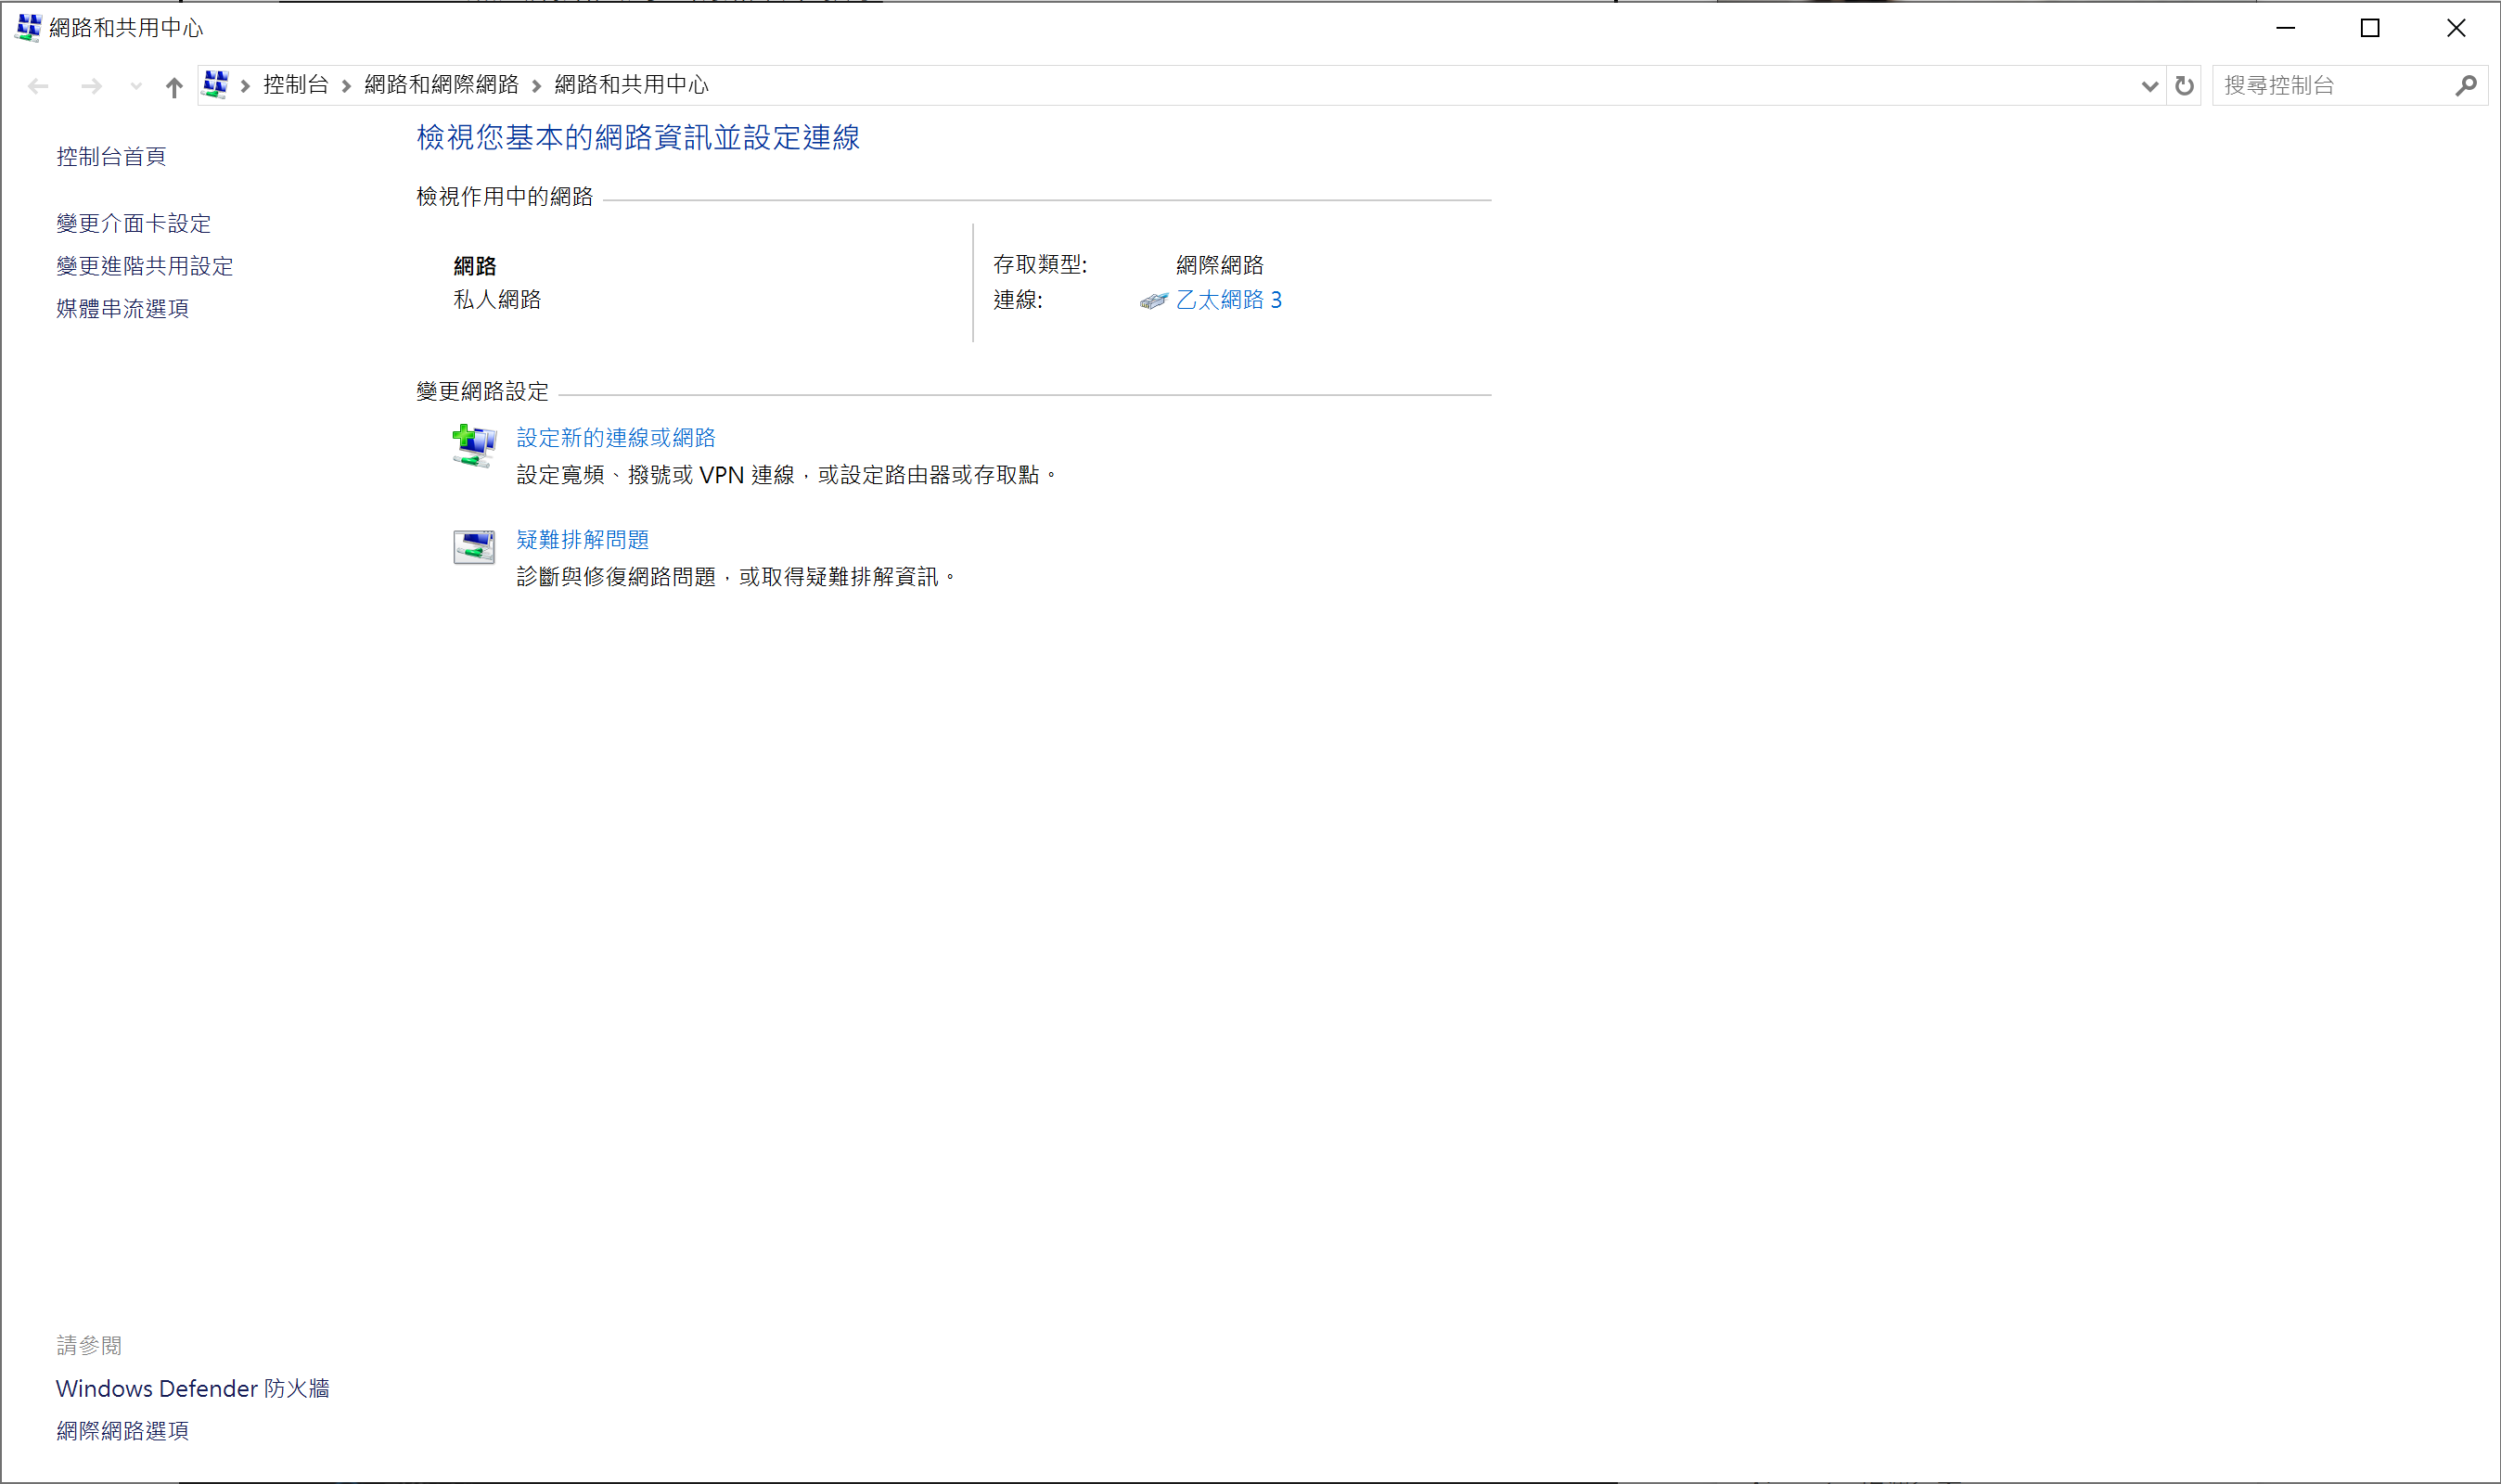 網路和共用中心
控制台 網路和網際網路 網路和共用中心
搜尋控制台
控制台首頁
變更介面卡設定
變更進階共用設定
媒體串流選項
檢視您基本的網路資訊並設定連線
檢視作用中的網路
網路
私人網路
存取類型: 網際網路
連線: 乙太網路 3
變更網路設定
設定新的連線或網路
設定寬頻、撥號或 VPN 連線，或設定路由器或存取點。
疑難排解問題
診斷與修復網路問題，或取得疑難排解資訊。
請參閱
Windows Defender 防火牆
網際網路選項